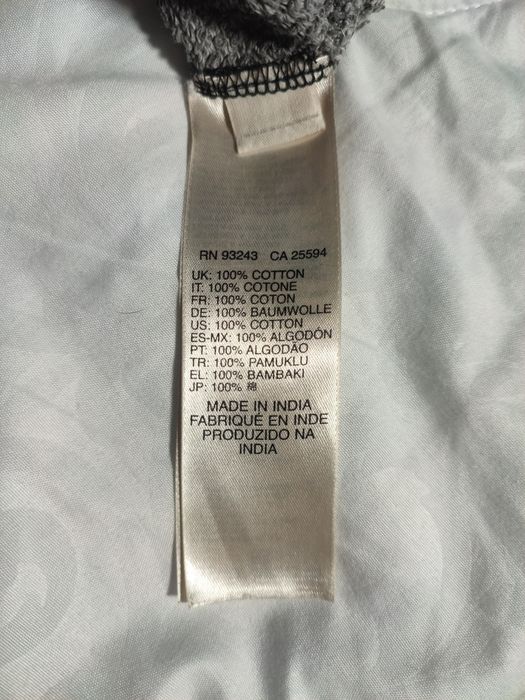 RN 93243 CA 25594
UK: 100% COTTON
IT: 100% COTONE
FR: 100% COTON
DE: 100% BAUMWOLLE
US: 100% COTTON
ES-MX: 100% ALGODÓN
PT: 100% ALGODÃO
TR: 100% PAMUKLU
EL: 100% BAMBAKI
JP: 100% 綿
MADE IN INDIA
FABRIQUÉ EN INDE
PRODUZIDO NA
INDIA